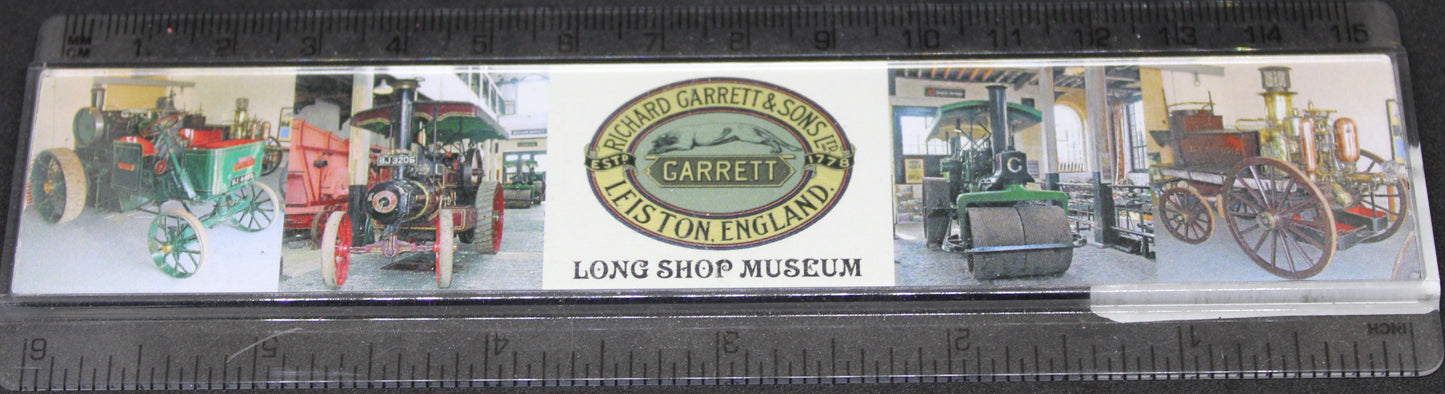 MM
CM 1 2 3 4 5 6 7 8 9 10 11 12 13 14 15
RICHARD GARRETT & SONS LTD.
ESTD 1778
GARRETT
LEISTON, ENGLAND.
LONG SHOP MUSEUM
BJ 3205
G
6 5 4 3 2 1 INCH